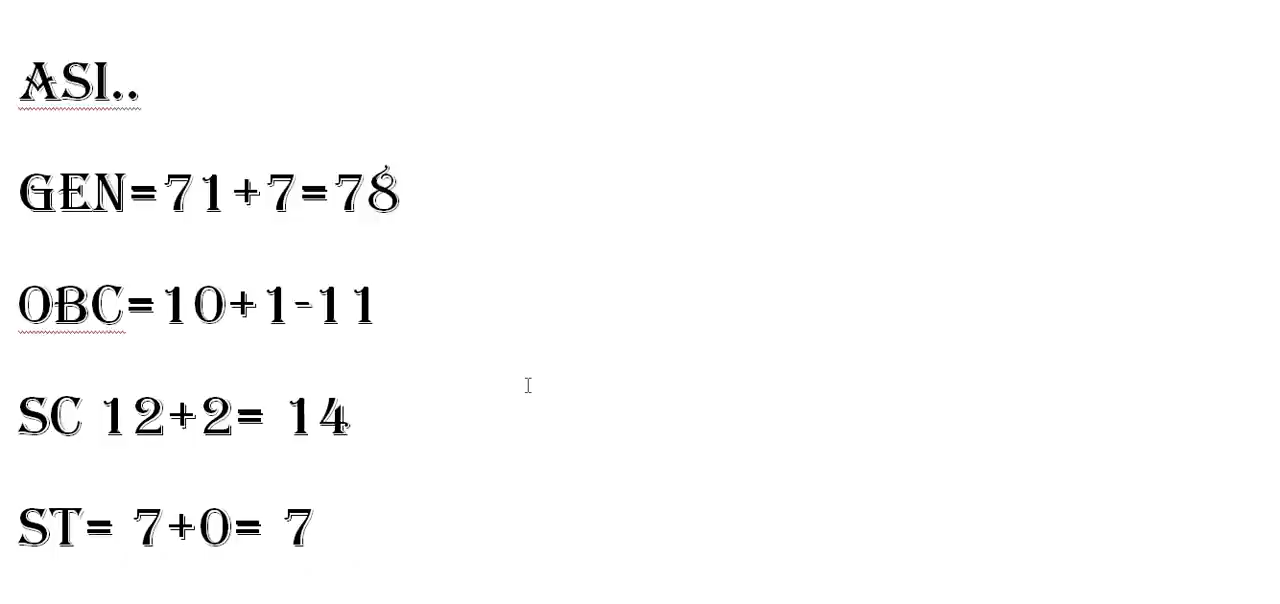 ASI..
GEN=71+7=78
OBC=10+1-11
SC 12+2= 14
ST= 7+0= 7